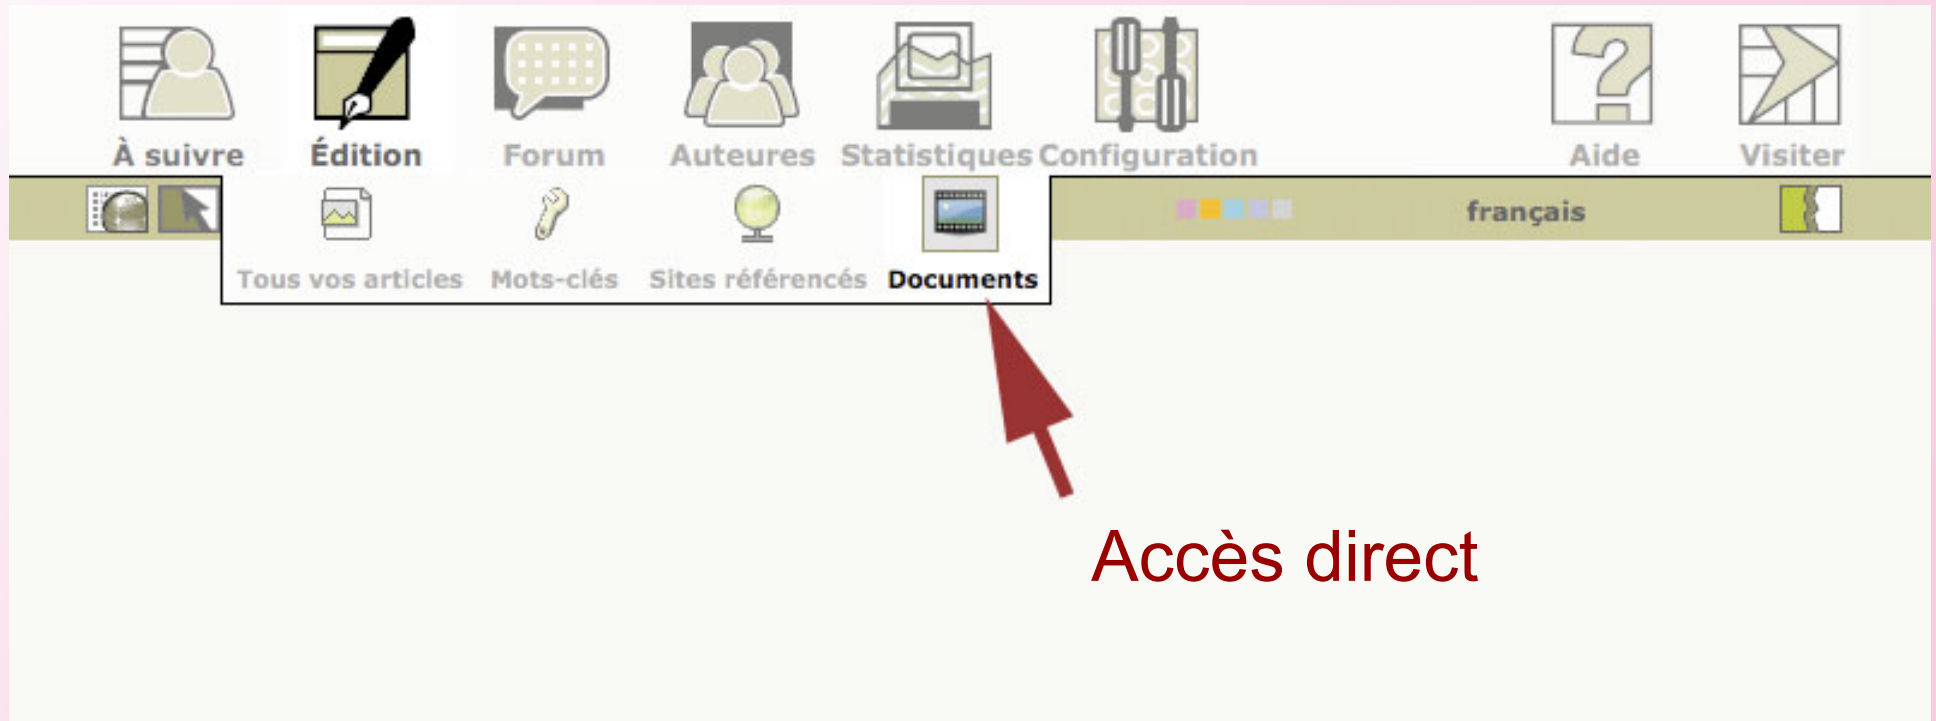 À suivre Édition Forum Auteures Statistiques Configuration Aide Visiter
français
Tous vos articles Mots-clés Sites référencés Documents
Accès direct